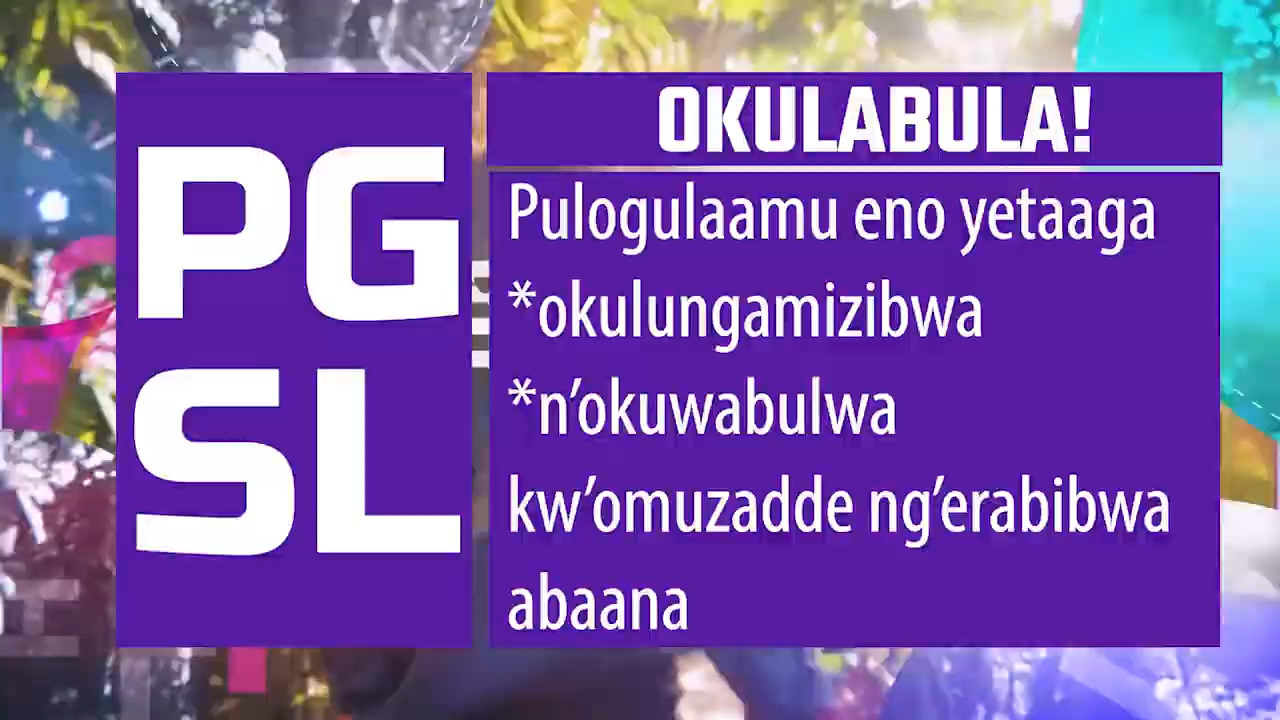 PG
SL
OKULABULA!
Pulogulaamu eno yetaaga
*okulungamizibwa
*n'okuwabulwa
kw'omuzadde ng'erabibwa
abaana